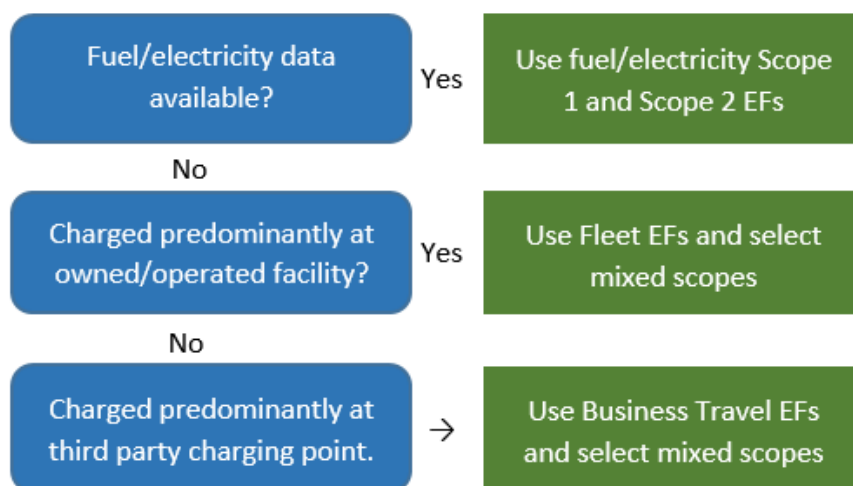 Fuel/electricity data
available?
Yes
Use fuel/electricity Scope
1 and Scope 2 EFs
No
Charged predominantly at
owned/operated facility?
Yes
Use Fleet EFs and select
mixed scopes
No
Charged predominantly at
third party charging point.
→
Use Business Travel EFs
and select mixed scopes